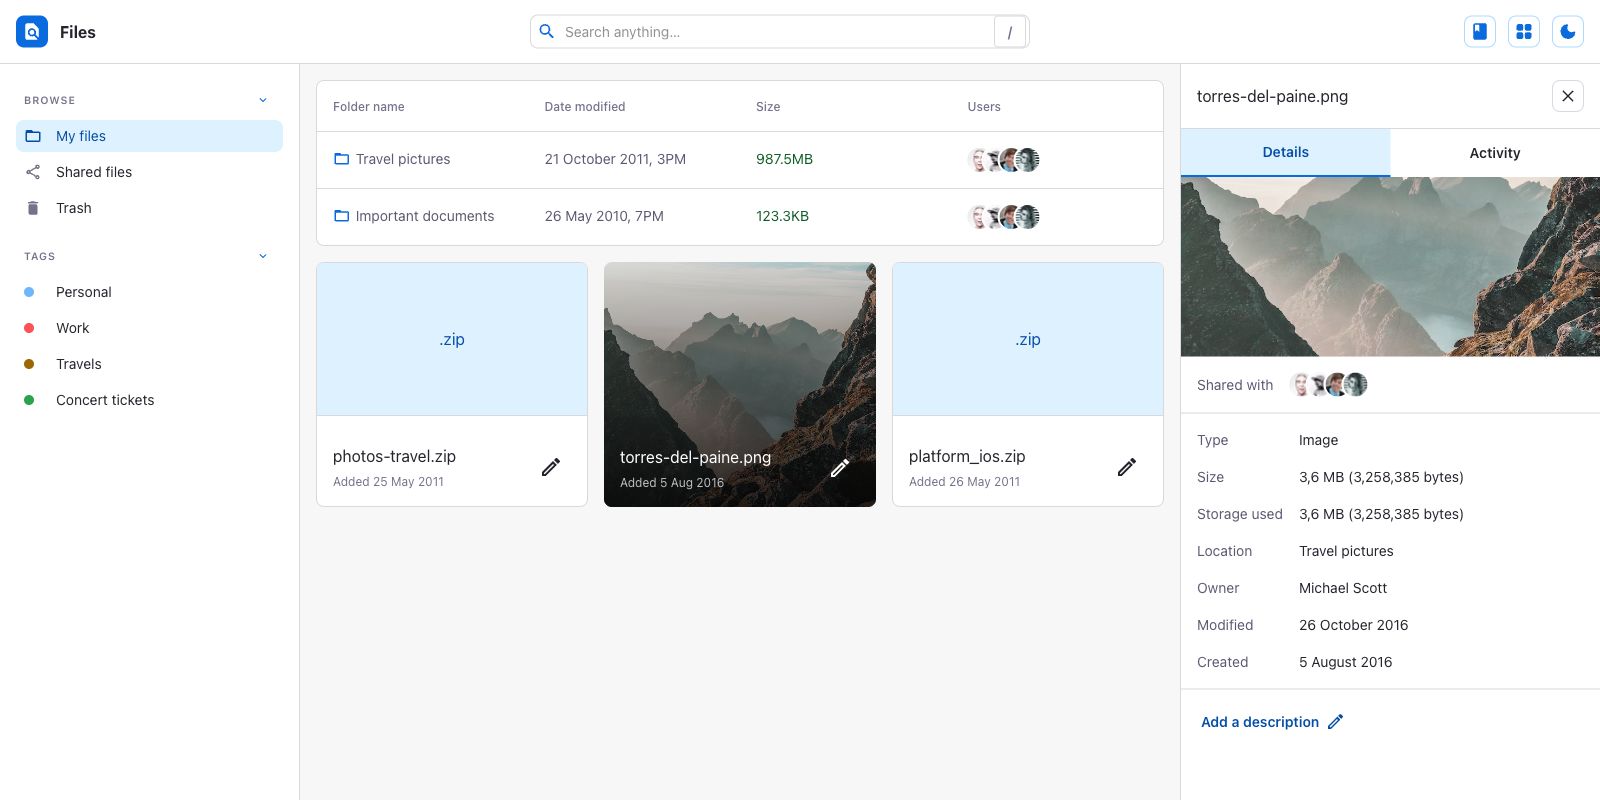 Files
Search anything...
/
BROWSE
My files
Shared files
Trash
TAGS
Personal
Work
Travels
Concert tickets
Folder name Date modified Size Users
Travel pictures 21 October 2011, 3PM 987.5MB
Important documents 26 May 2010, 7PM 123.3KB
.zip
photos-travel.zip
Added 25 May 2011
torres-del-paine.png
Added 5 Aug 2016
.zip
platform_ios.zip
Added 26 May 2011
torres-del-paine.png
Details Activity
Shared with
Type Image
Size 3,6 MB (3,258,385 bytes)
Storage used 3,6 MB (3,258,385 bytes)
Location Travel pictures
Owner Michael Scott
Modified 26 October 2016
Created 5 August 2016
Add a description